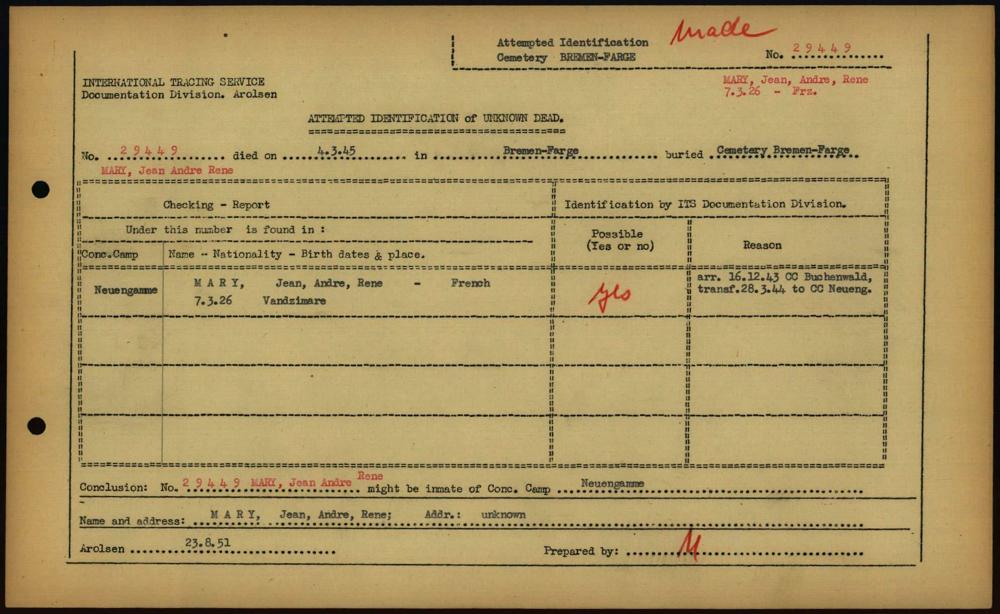 Made
Attempted Identification
Cemetery BREMEN-FARGE
No. 29449
INTERNATIONAL TRACING SERVICE
Documentation Division. Arolsen
MARY, Jean, Andre, Rene
7.3.26 - Frz.
ATTEMPTED IDENTIFICATION of UNKNOWN DEAD.
No. 29449 died on 4.3.45 in Bremen-Farge buried Cemetery Bremen-Farge
MARY, Jean Andre Rene
Checking - Report
Identification by ITS Documentation Division.
Under this number is found in :
Possible
(Yes or no)
Reason
Conc.Camp
Name - Nationality - Birth dates & place.
Neuengamme
MARY, Jean, Andre, Rene - French
7.3.26 Vandzimare
yes
arr. 16.12.43 CC Buchenwald,
transf.28.3.44 to CC Neueng.
Conclusion: No. 29449 MARY, Jean Andre Rene might be inmate of Conc. Camp Neuengamme
Name and address: MARY, Jean, Andre, Rene; Addr.: unknown
Arolsen 23.8.51
Prepared by: M